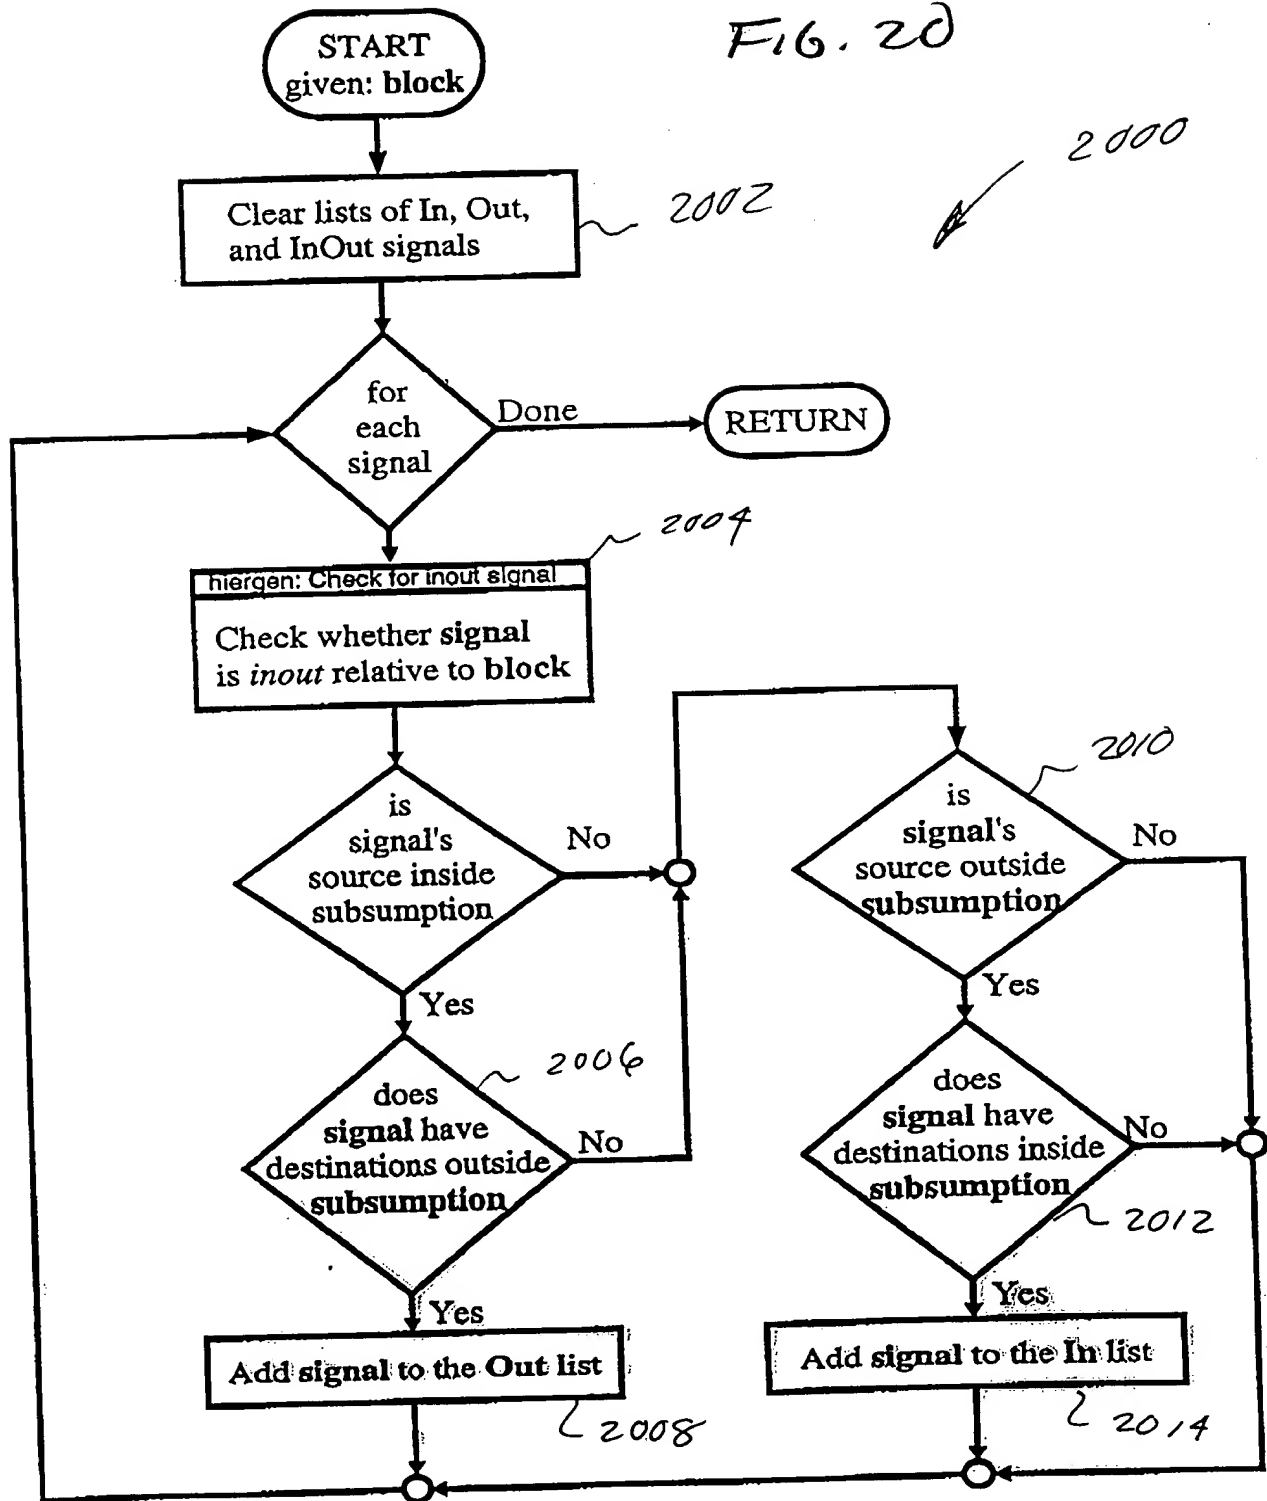 FIG. 20
START
given: block
2000
Clear lists of In, Out,
and InOut signals
2002
for
each
signal
Done
RETURN
2004
hiergen: Check for inout signal
Check whether signal
is inout relative to block
is
signal's
source inside
subsumption
No
Yes
does
signal have
destinations outside
subsumption
2006
No
Yes
Add signal to the Out list
2008
is
signal's
source outside
subsumption
2010
No
Yes
does
signal have
destinations inside
subsumption
No
2012
Yes
Add signal to the In list
2014